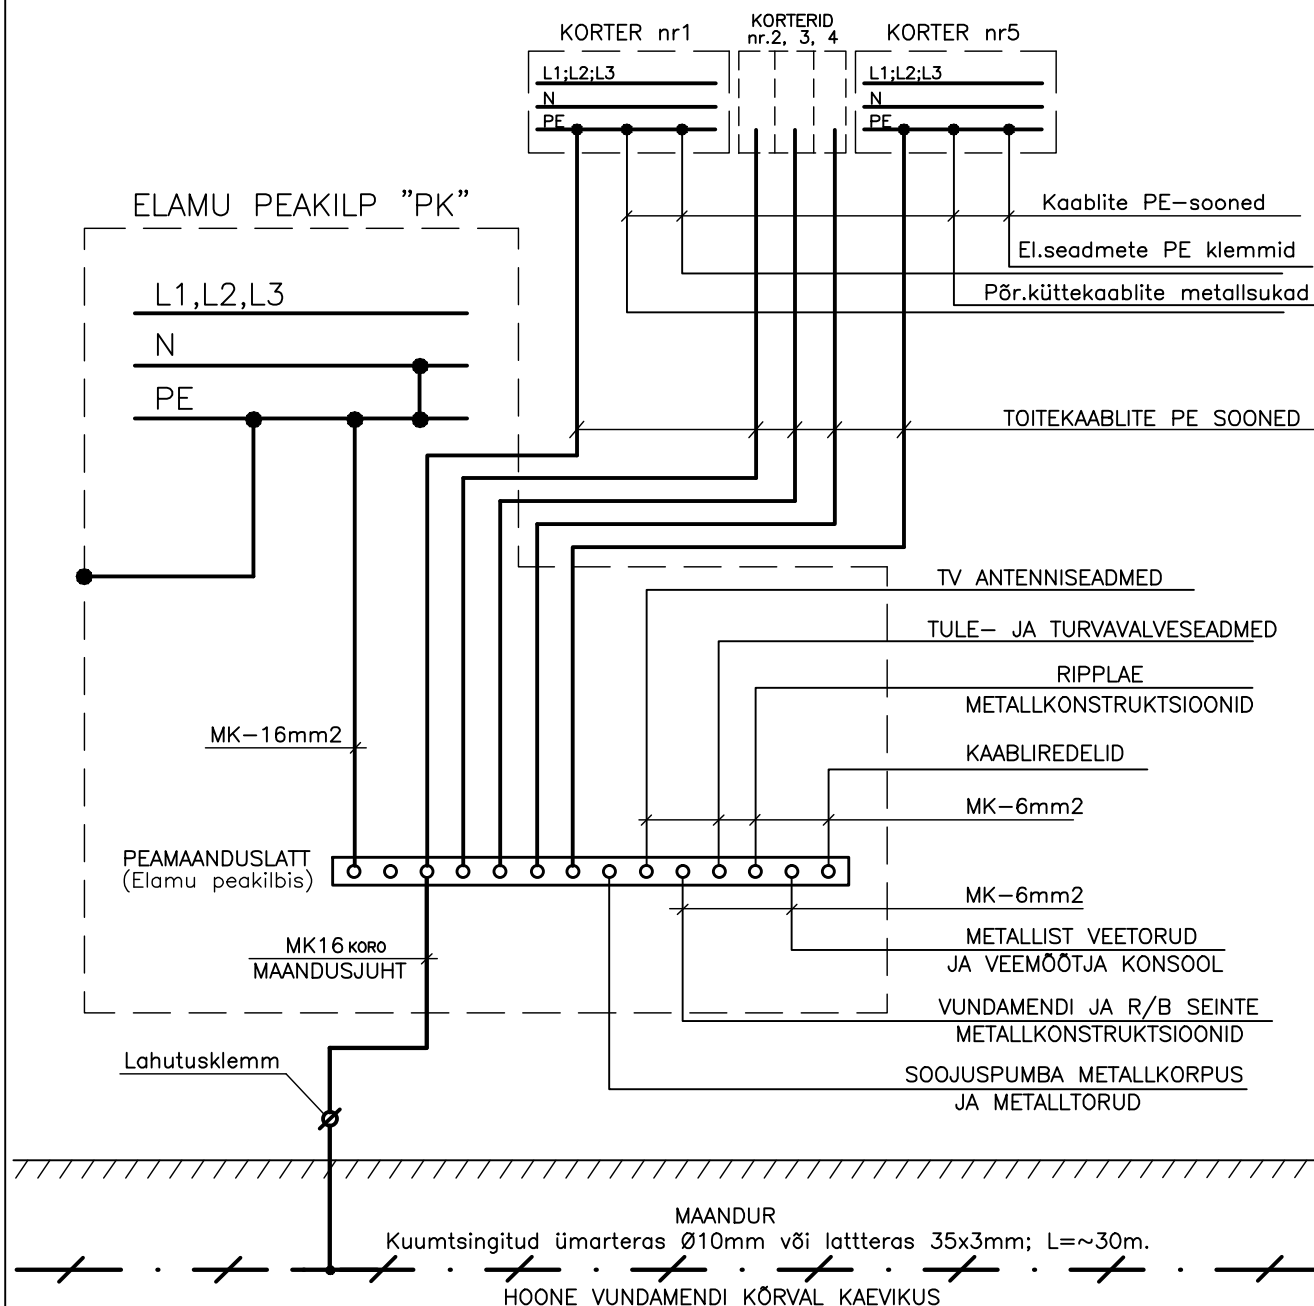 KORTER nr1
KORTERID
nr.2, 3, 4
KORTER nr5
L1;L2;L3
N
PE
L1;L2;L3
N
PE
ELAMU PEAKILP "PK"
L1,L2,L3
N
PE
Kaablite PE-sooned
El.seadmete PE klemmid
Põr.küttekaablite metallsukad
TOITEKAABLITE PE SOONED
TV ANTENNISEADMED
TULE- JA TURVAVALVESEADMED
RIPPLAE
METALLKONSTRUKTSIOONID
MK-16mm2
KAABLIREDELID
MK-6mm2
PEAMAANDUSLATT
(Elamu peakilbis)
MK-6mm2
MK16 KORO
MAANDUSJUHT
METALLIST VEETORUD
JA VEEMÕÕTJA KONSOOL
VUNDAMENDI JA R/B SEINTE
METALLKONSTRUKTSIOONID
Lahutusklemm
SOOJUSPUMBA METALLKORPUS
JA METALLTORUD
MAANDUR
Kuumtsingitud ümarteras Ø10mm või lattteras 35x3mm; L=~30m.
HOONE VUNDAMENDI KÕRVAL KAEVIKUS